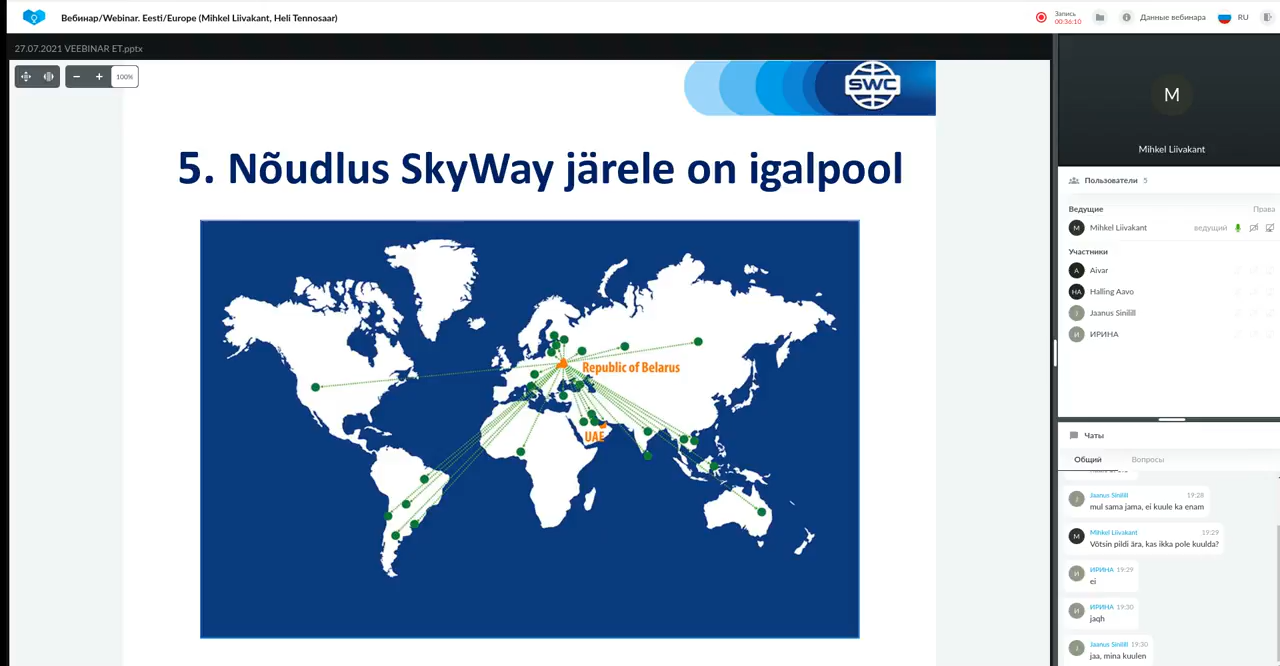 Вебинар/Webinar. Eesti/Europe (Mihkel Liivakant, Heli Tennosaar)
Запись
00:36:10
Данные вебинара
RU
27.07.2021 VEEBINAR ET.pptx
100%
SWC
5. Nõudlus SkyWay järele on igalpool
Republic of Belarus
UAE
M
Mihkel Liivakant
Пользователи 5
Ведущие Права
M Mihkel Liivakant ведущий
Участники
A Aivar
HA Halling Aavo
J Jaanus Sinilill
И ИРИНА
Чаты
Общий Вопросы
J Jaanus Sinilill 19:28
mul sama jama, ei kuule ka enam
M Mihkel Liivakant 19:29
Võtsin pildi ära, kas ikka pole kuulda?
И ИРИНА 19:29
ei
И ИРИНА 19:30
jaqh
J Jaanus Sinilill 19:30
jaa, mina kuulen